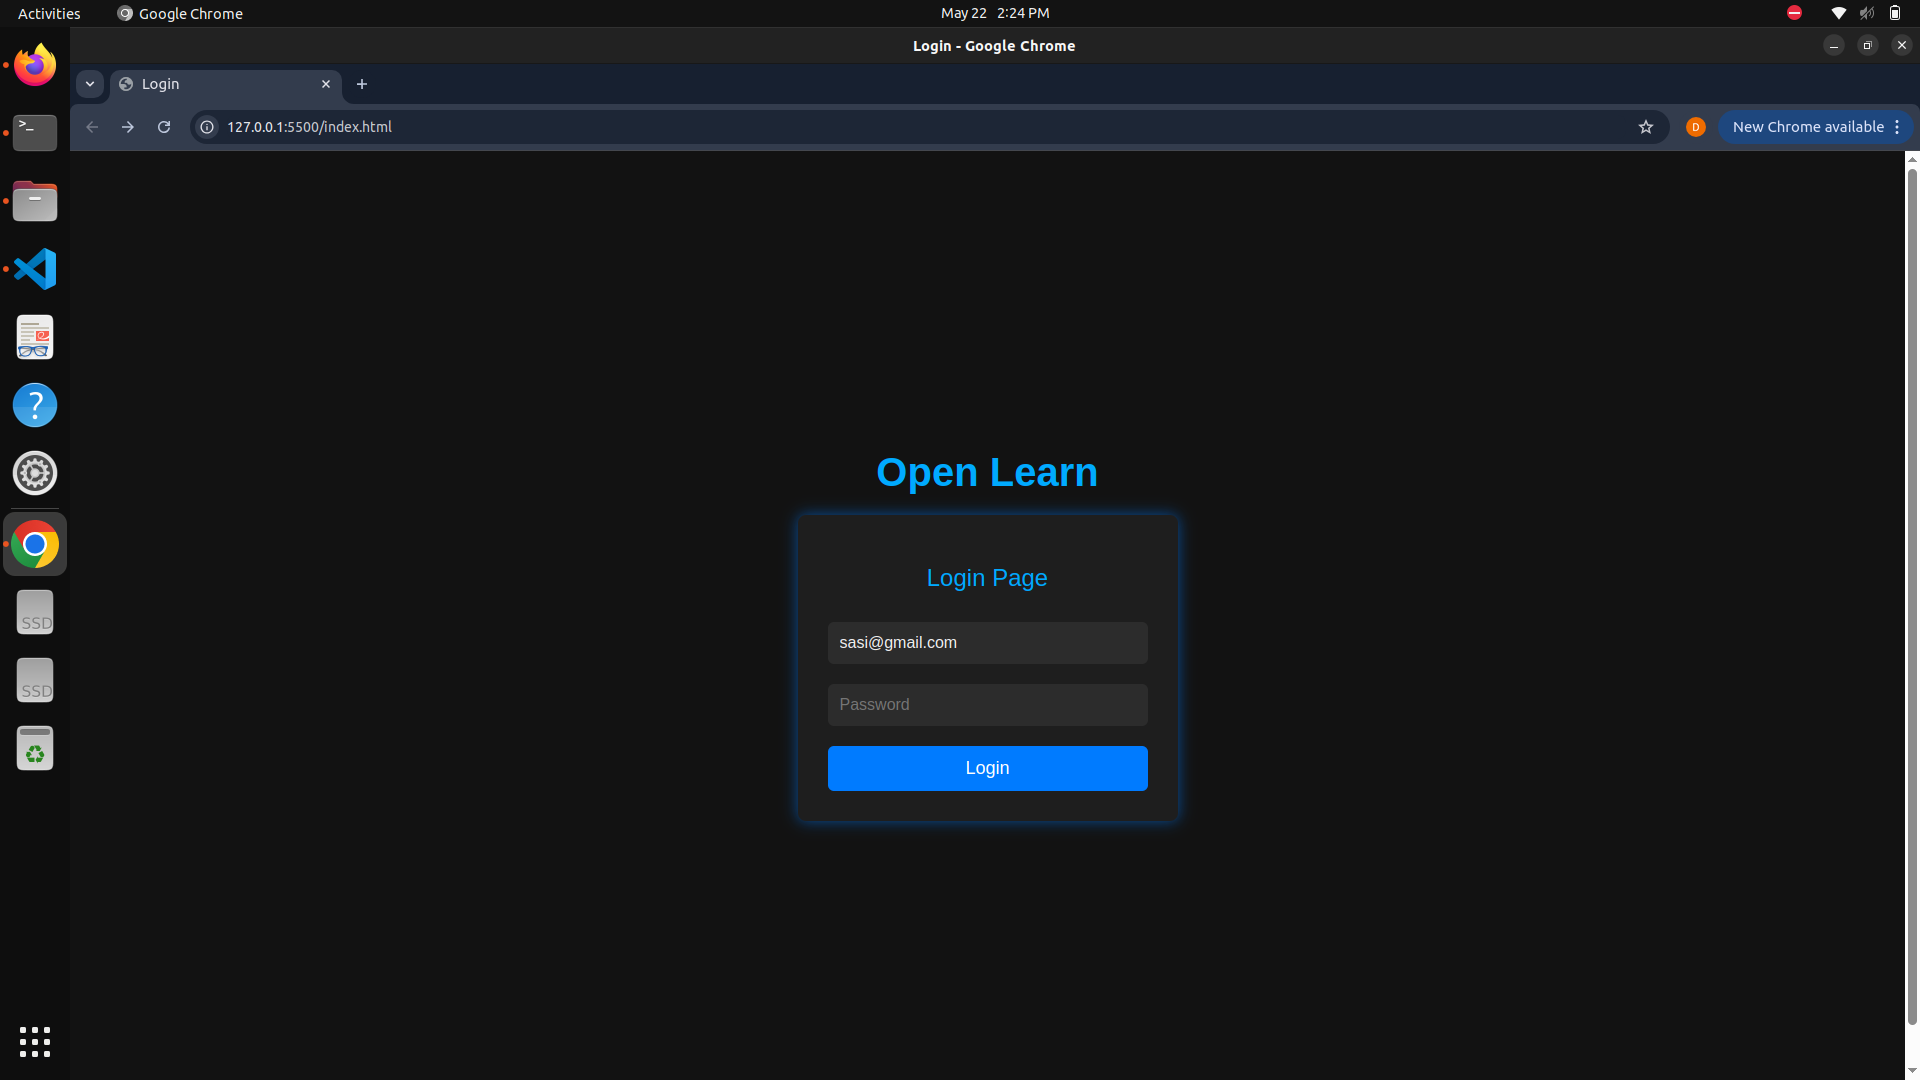 Activities
Google Chrome
May 22 2:24 PM
Login - Google Chrome
Login
127.0.0.1:5500/index.html
D
New Chrome available
>_
?
SSD
SSD
Open Learn
Login Page
sasi@gmail.com
Password
Login